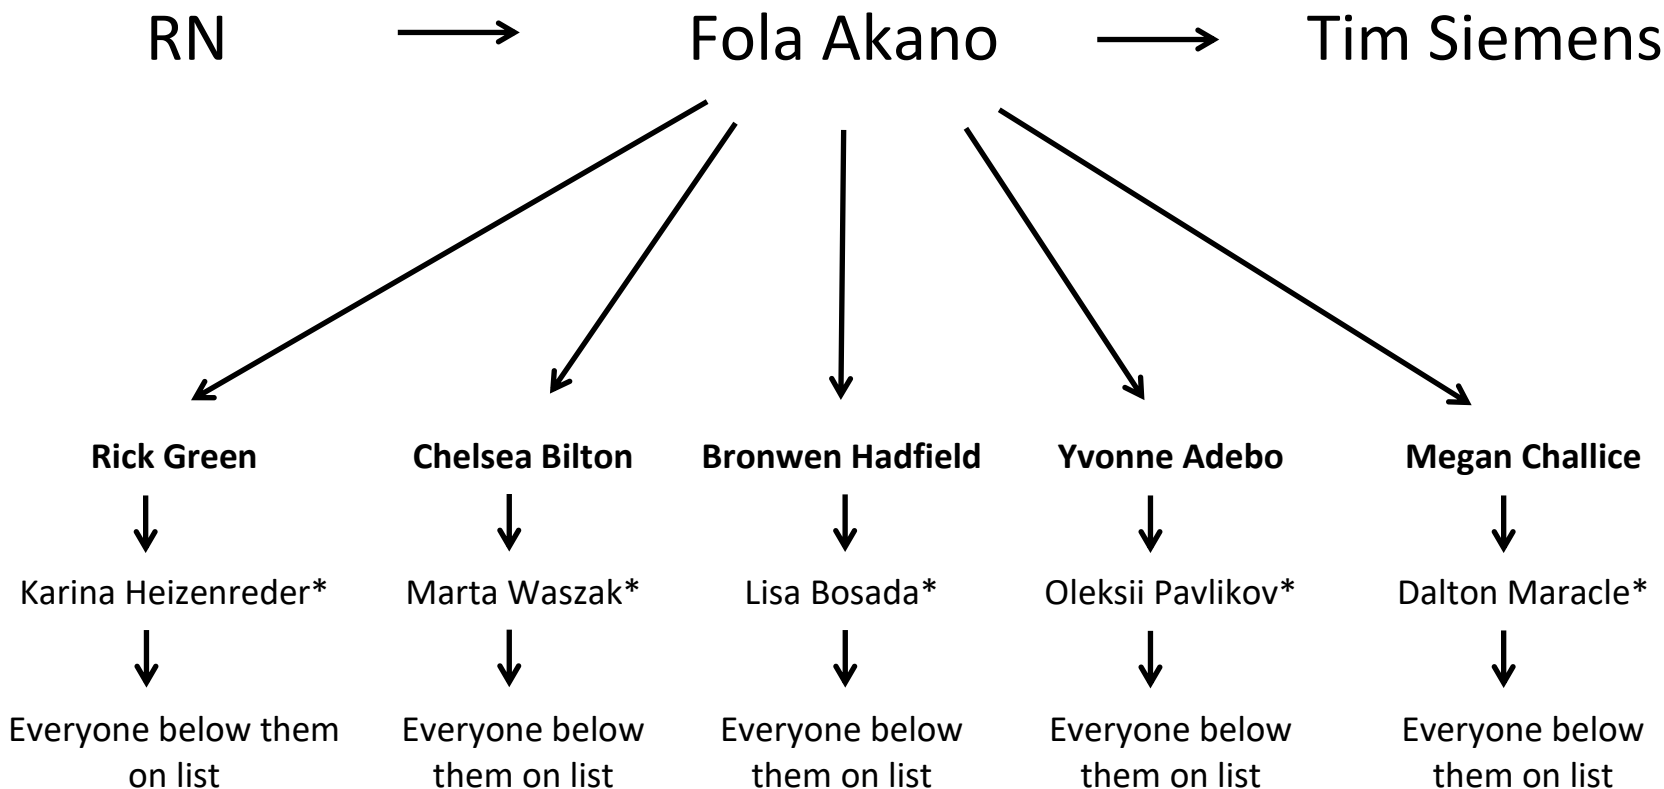 RN Fola Akano Tim Siemens
Rick Green Chelsea Bilton Bronwen Hadfield Yvonne Adebo Megan Challice
Karina Heizenreder* Marta Waszak* Lisa Bosada* Oleksii Pavlikov* Dalton Maracle*
Everyone below them Everyone below Everyone below Everyone below Everyone below
on list them on list them on list them on list them on list